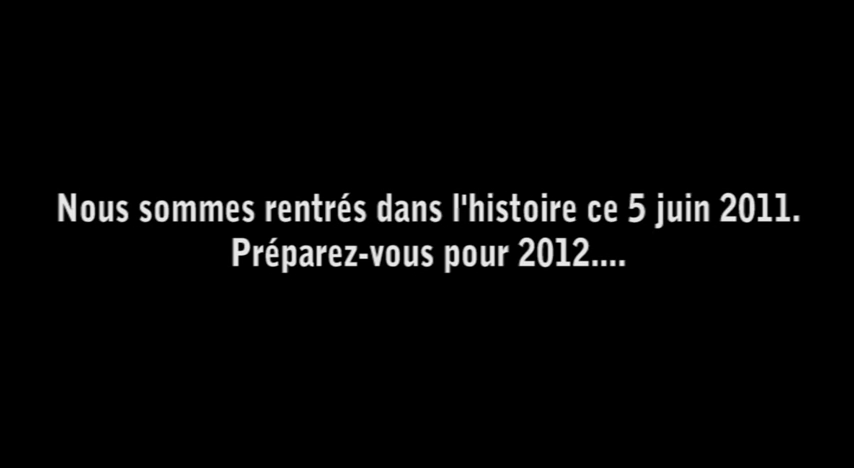 Nous sommes rentrés dans l'histoire ce 5 juin 2011.
Préparez-vous pour 2012....